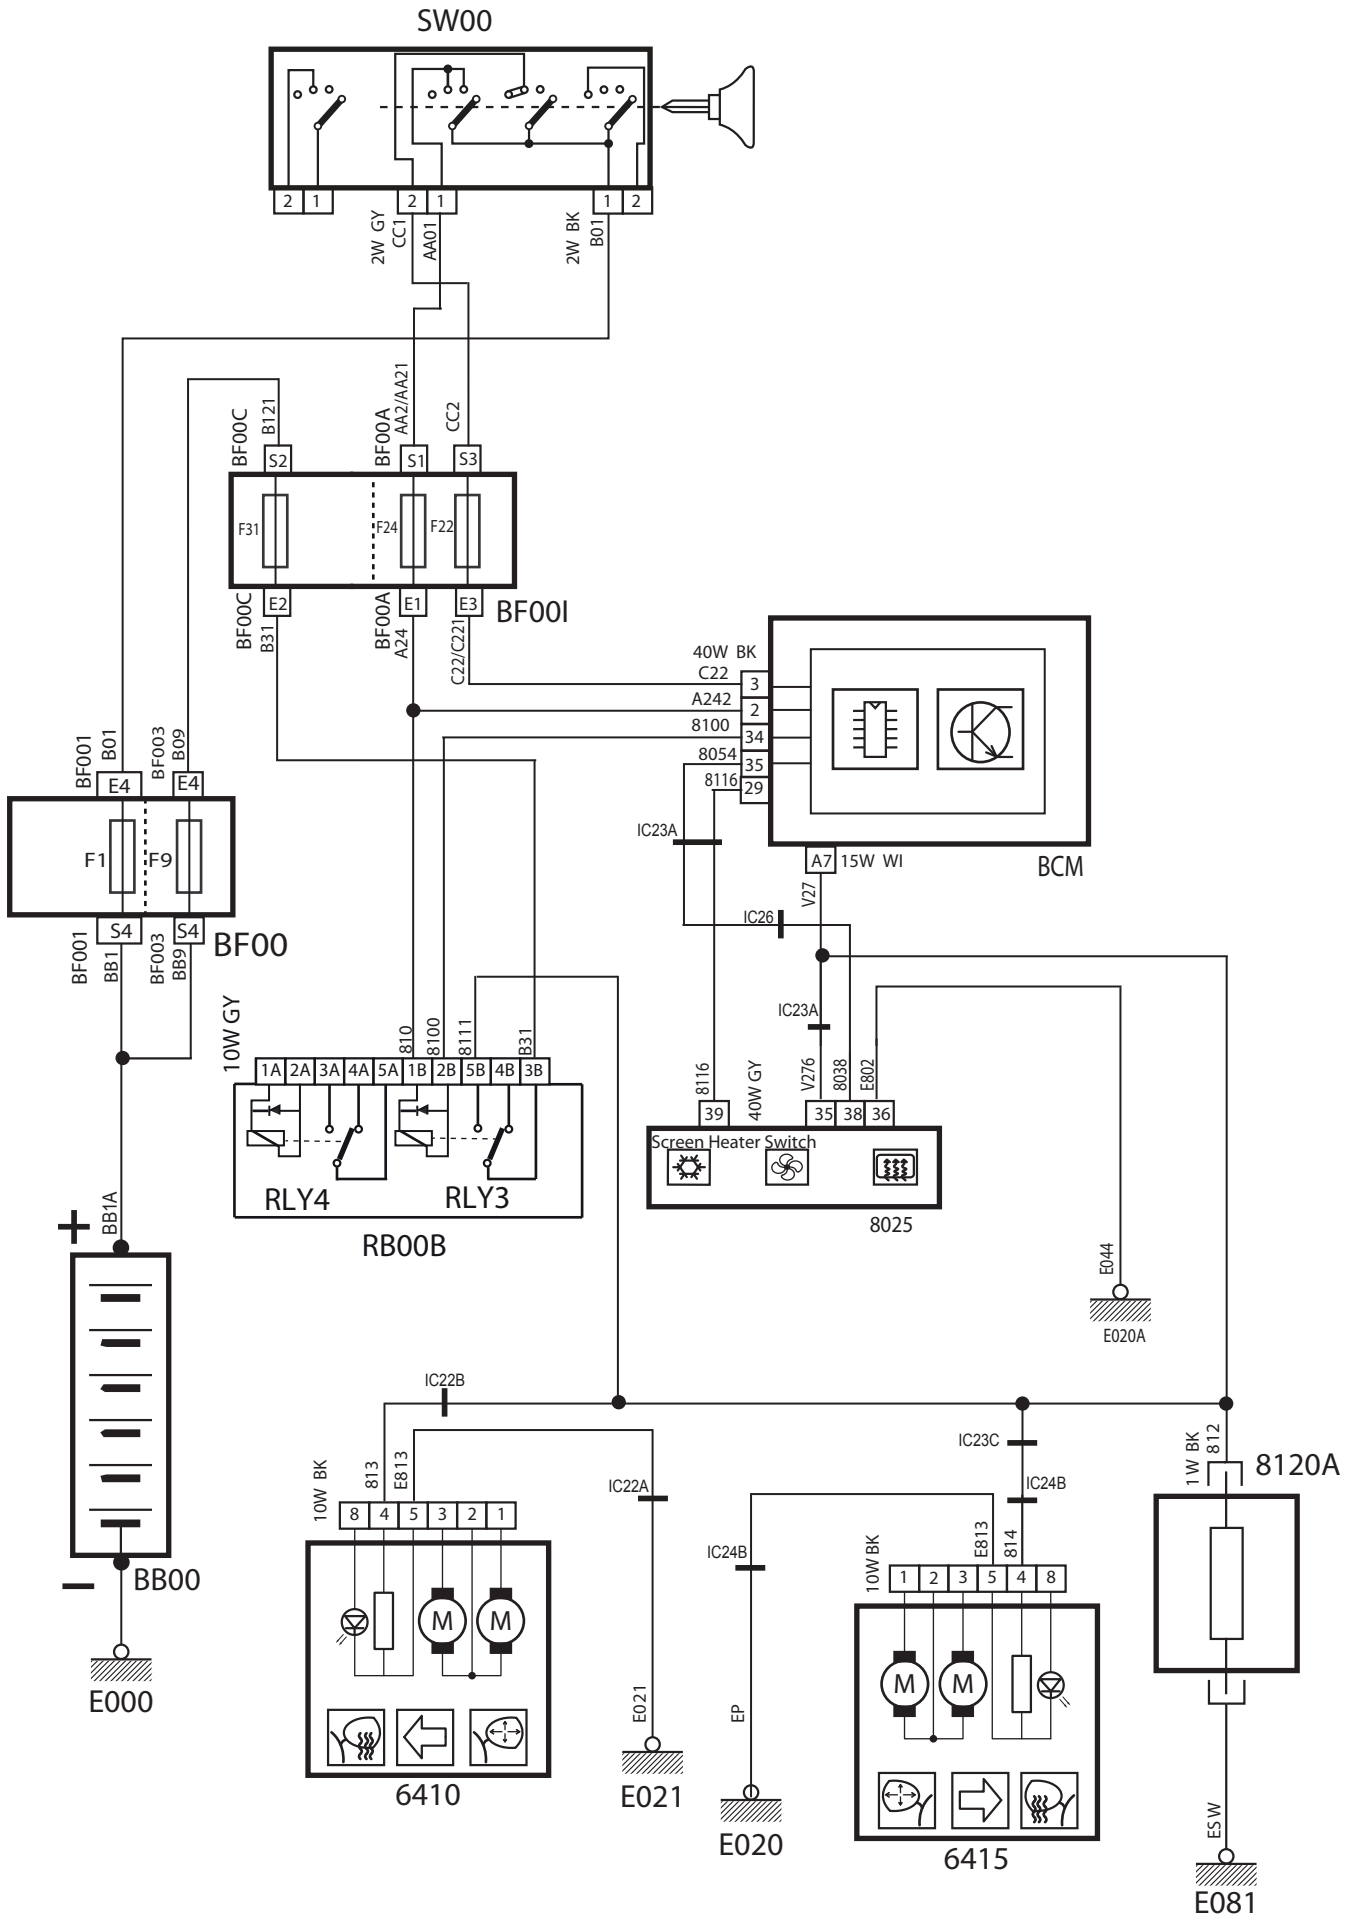 SW00
2 1
2 1
1 2
2W GY
CC1
AA01
2W BK
B01
BF00C
B121
BF00A
AA2/AA21
CC2
S2
S1
S3
F31
F24
F22
E2
E1
E3
BF00I
BF00C
B31
BF00A
A24
C22/C221
40W BK
C22
3
A242
2
8100
34
8054
35
8116
29
IC23A
A7
15W WI
BCM
V27
IC26
BF001
B01
BF003
B09
E4
E4
F1
F9
S4
S4
BF00
BF001
BB1
BF003
BB9
IC23A
10W GY
810
8100
8111
B31
1A 2A 3A 4A 5A 1B 2B 5B 4B 3B
RLY4
RLY3
RB00B
8116
40W GY
V276
8038
E802
39
35 38 36
Screen Heater Switch
8025
BB1A
+
E044
E020A
BB00
−
E000
IC22B
IC23C
IC24B
813
E813
10W BK
IC22A
8 4 5 3 2 1
M
M
6410
E021
E021
IC24B
EP
E020
E813
814
10W BK
1 2 3 5 4 8
M
M
6415
1W BK
812
8120A
ES W
E081